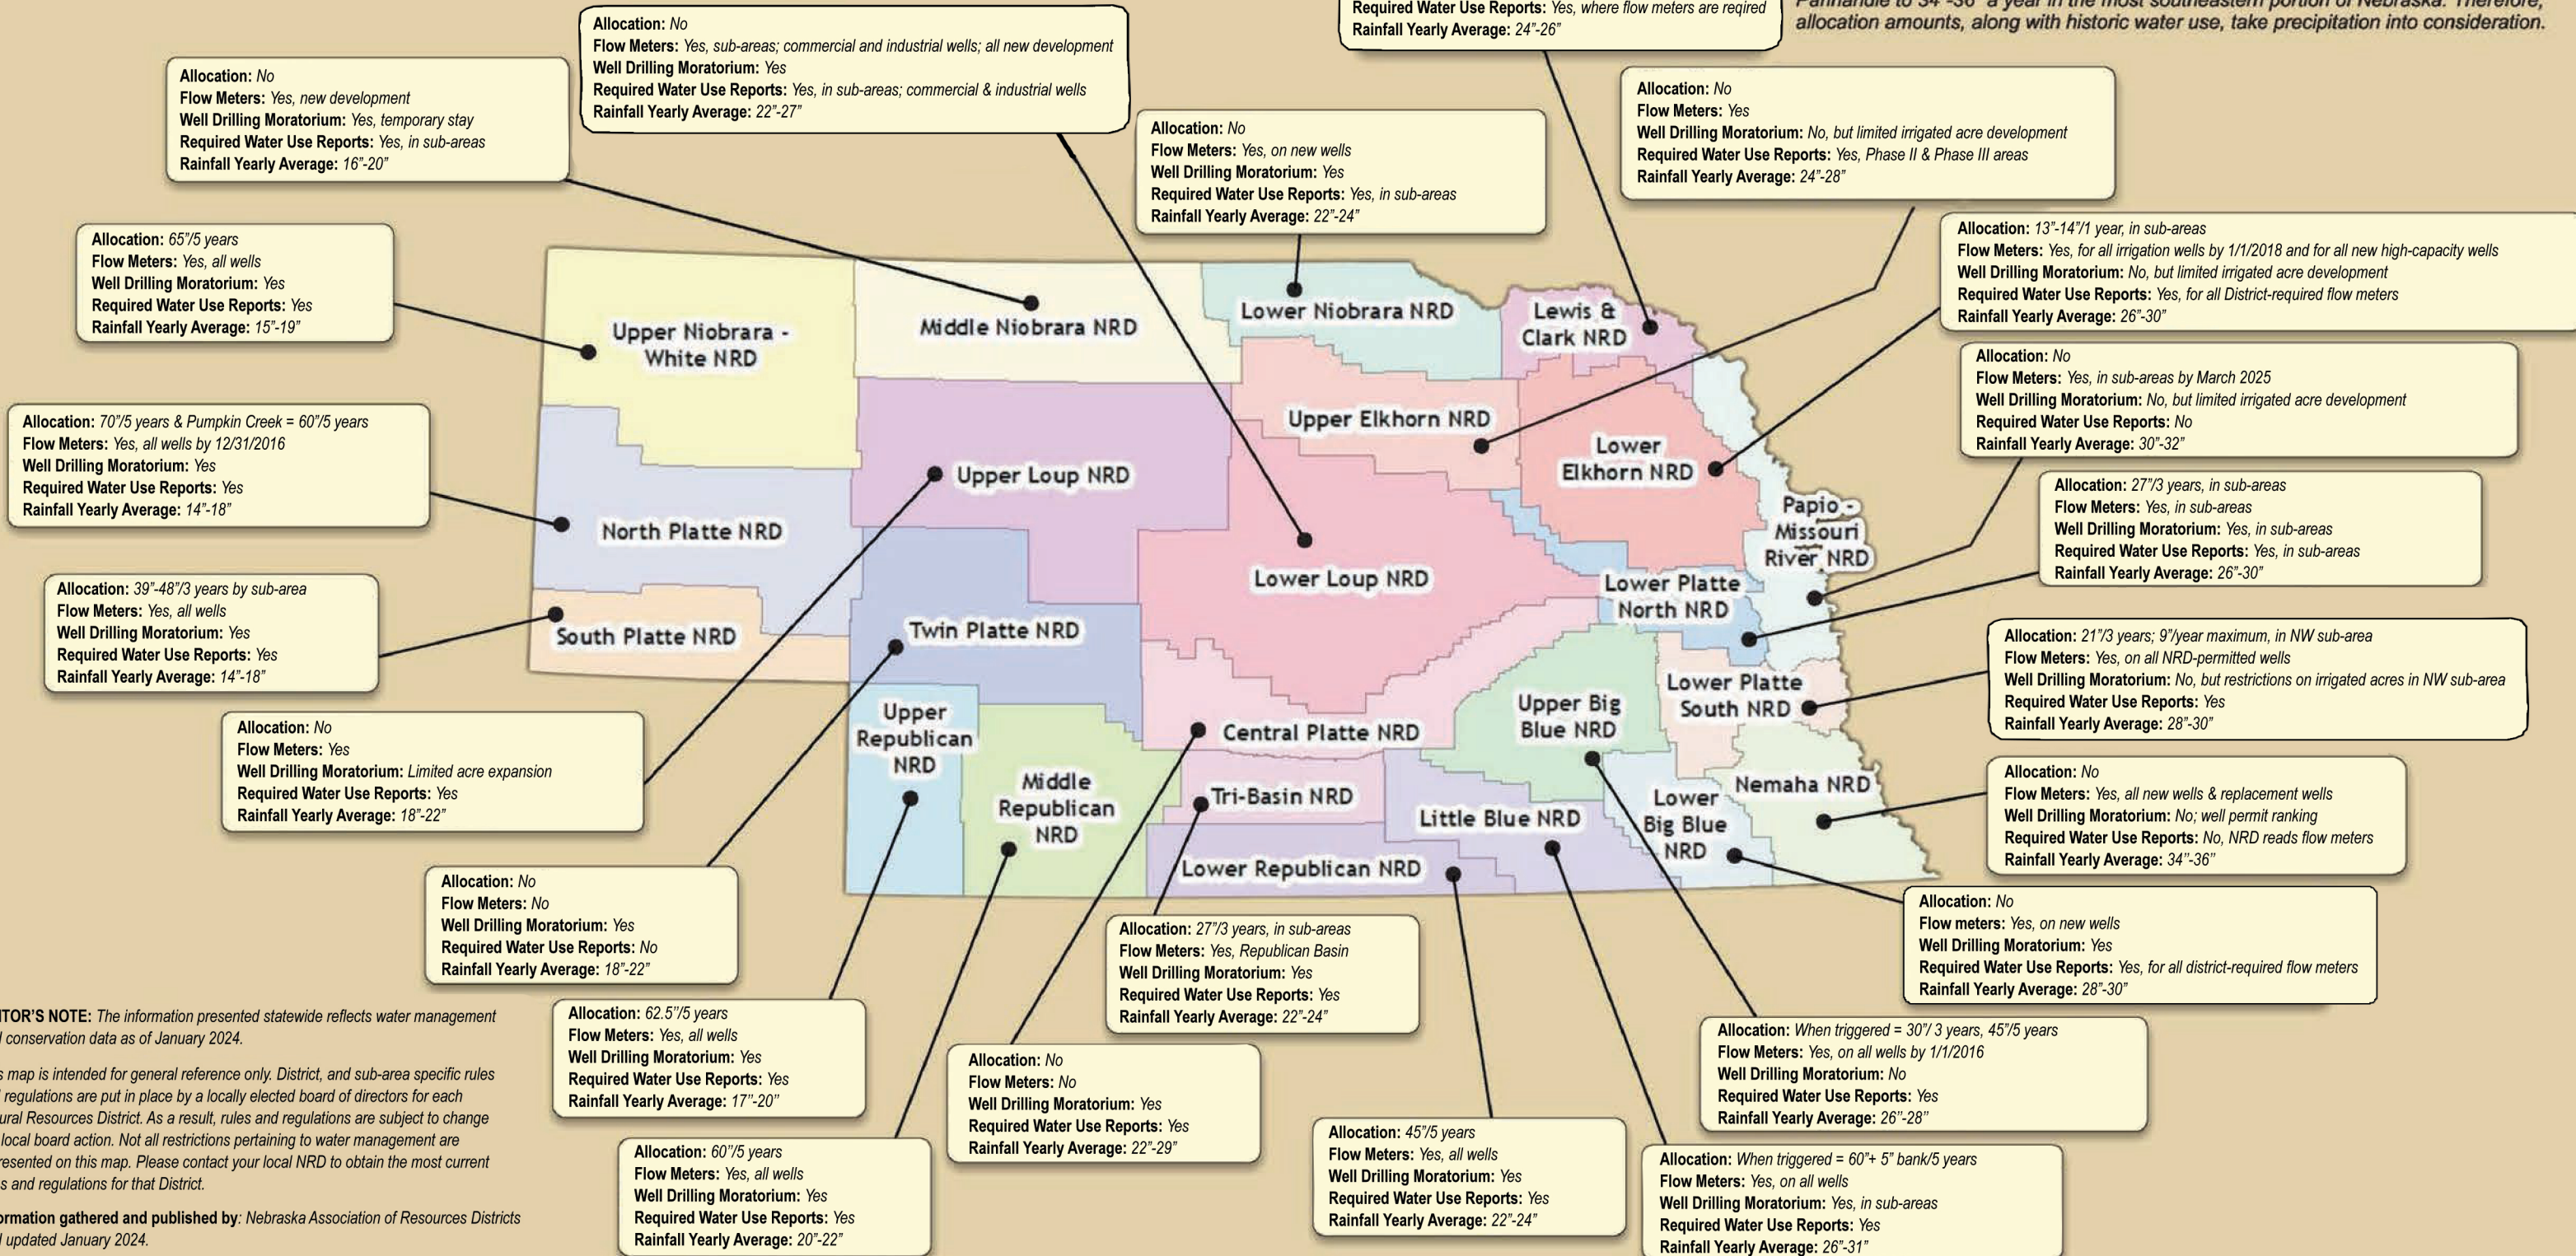 Required Water Use Reports: Yes, where flow meters are reqired
Rainfall Yearly Average: 24”-26”
Panhandle to 34”-36” a year in the most southeastern portion of Nebraska. Therefore,
allocation amounts, along with historic water use, take precipitation into consideration.
Allocation: No
Flow Meters: Yes, sub-areas; commercial and industrial wells; all new development
Well Drilling Moratorium: Yes
Required Water Use Reports: Yes, in sub-areas; commercial & industrial wells
Rainfall Yearly Average: 22”-27”
Allocation: No
Flow Meters: Yes, new development
Well Drilling Moratorium: Yes, temporary stay
Required Water Use Reports: Yes, in sub-areas
Rainfall Yearly Average: 16”-20”
Allocation: No
Flow Meters: Yes, on new wells
Well Drilling Moratorium: Yes
Required Water Use Reports: Yes, in sub-areas
Rainfall Yearly Average: 22”-24”
Allocation: No
Flow Meters: Yes
Well Drilling Moratorium: No, but limited irrigated acre development
Required Water Use Reports: Yes, Phase II & Phase III areas
Rainfall Yearly Average: 24”-28”
Allocation: 65”/5 years
Flow Meters: Yes, all wells
Well Drilling Moratorium: Yes
Required Water Use Reports: Yes
Rainfall Yearly Average: 15”-19”
Allocation: 13”-14”/1 year, in sub-areas
Flow Meters: Yes, for all irrigation wells by 1/1/2018 and for all new high-capacity wells
Well Drilling Moratorium: No, but limited irrigated acre development
Required Water Use Reports: Yes, for all District-required flow meters
Rainfall Yearly Average: 26”-30”
Allocation: No
Flow Meters: Yes, in sub-areas by March 2025
Well Drilling Moratorium: No, but limited irrigated acre development
Required Water Use Reports: No
Rainfall Yearly Average: 30”-32”
Allocation: 70”/5 years & Pumpkin Creek = 60”/5 years
Flow Meters: Yes, all wells by 12/31/2016
Well Drilling Moratorium: Yes
Required Water Use Reports: Yes
Rainfall Yearly Average: 14”-18”
Allocation: 27”/3 years, in sub-areas
Flow Meters: Yes, in sub-areas
Well Drilling Moratorium: Yes, in sub-areas
Required Water Use Reports: Yes, in sub-areas
Rainfall Yearly Average: 26”-30”
Allocation: 39”-48”/3 years by sub-area
Flow Meters: Yes, all wells
Well Drilling Moratorium: Yes
Required Water Use Reports: Yes
Rainfall Yearly Average: 14”-18”
Allocation: 21”/3 years; 9”/year maximum, in NW sub-area
Flow Meters: Yes, on all NRD-permitted wells
Well Drilling Moratorium: No, but restrictions on irrigated acres in NW sub-area
Required Water Use Reports: Yes
Rainfall Yearly Average: 28”-30”
Upper Niobrara -
White NRD
Middle Niobrara NRD
Lower Niobrara NRD
Lewis &
Clark NRD
Upper Elkhorn NRD
Lower
Elkhorn NRD
Upper Loup NRD
North Platte NRD
Papio -
Missouri
River NRD
Lower Loup NRD
Lower Platte
North NRD
South Platte NRD
Twin Platte NRD
Lower Platte
South NRD
Upper
Republican
NRD
Upper Big
Blue NRD
Central Platte NRD
Middle
Republican
NRD
Tri-Basin NRD
Nemaha NRD
Little Blue NRD
Lower
Big Blue
NRD
Lower Republican NRD
Allocation: No
Flow Meters: Yes
Well Drilling Moratorium: Limited acre expansion
Required Water Use Reports: Yes
Rainfall Yearly Average: 18”-22”
Allocation: No
Flow Meters: Yes, all new wells & replacement wells
Well Drilling Moratorium: No; well permit ranking
Required Water Use Reports: No, NRD reads flow meters
Rainfall Yearly Average: 34”-36”
Allocation: No
Flow Meters: No
Well Drilling Moratorium: Yes
Required Water Use Reports: No
Rainfall Yearly Average: 18”-22”
Allocation: No
Flow meters: Yes, on new wells
Well Drilling Moratorium: Yes
Required Water Use Reports: Yes, for all district-required flow meters
Rainfall Yearly Average: 28”-30”
Allocation: 27”/3 years, in sub-areas
Flow Meters: Yes, Republican Basin
Well Drilling Moratorium: Yes
Required Water Use Reports: Yes
Rainfall Yearly Average: 22”-24”
Allocation: 62.5”/5 years
Flow Meters: Yes, all wells
Well Drilling Moratorium: Yes
Required Water Use Reports: Yes
Rainfall Yearly Average: 17”-20”
Allocation: When triggered = 30”/ 3 years, 45”/5 years
Flow Meters: Yes, on all wells by 1/1/2016
Well Drilling Moratorium: No
Required Water Use Reports: Yes
Rainfall Yearly Average: 26”-28”
Allocation: No
Flow Meters: No
Well Drilling Moratorium: Yes
Required Water Use Reports: Yes
Rainfall Yearly Average: 22”-29”
Allocation: 45”/5 years
Flow Meters: Yes, all wells
Well Drilling Moratorium: Yes
Required Water Use Reports: Yes
Rainfall Yearly Average: 22”-24”
Allocation: 60”/5 years
Flow Meters: Yes, all wells
Well Drilling Moratorium: Yes
Required Water Use Reports: Yes
Rainfall Yearly Average: 20”-22”
Allocation: When triggered = 60”+ 5” bank/5 years
Flow Meters: Yes, on all wells
Well Drilling Moratorium: Yes, in sub-areas
Required Water Use Reports: Yes
Rainfall Yearly Average: 26”-31”
ITOR’S NOTE: The information presented statewide reflects water management
conservation data as of January 2024.
s map is intended for general reference only. District, and sub-area specific rules
regulations are put in place by a locally elected board of directors for each
ural Resources District. As a result, rules and regulations are subject to change
local board action. Not all restrictions pertaining to water management are
resented on this map. Please contact your local NRD to obtain the most current
s and regulations for that District.
ormation gathered and published by: Nebraska Association of Resources Districts
updated January 2024.